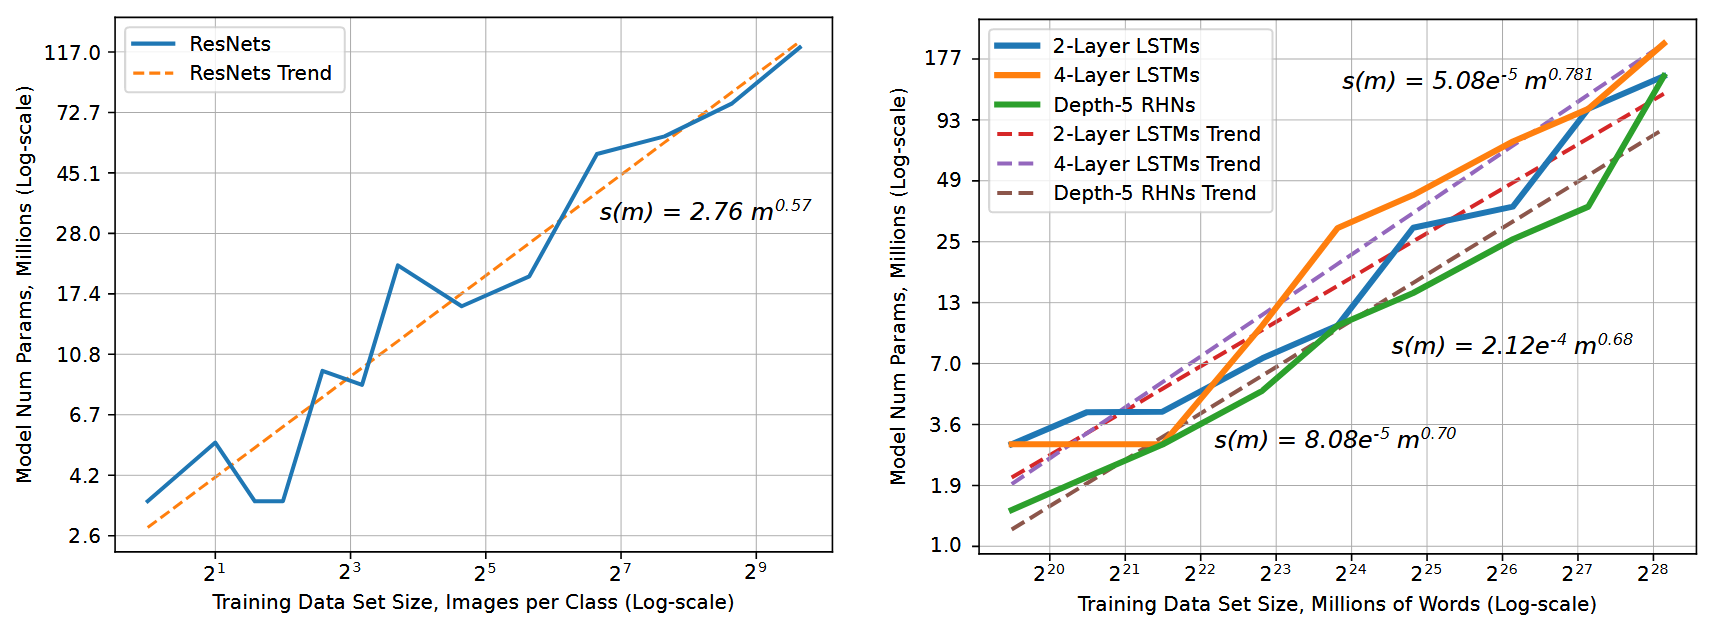 Model Num Params, Millions (Log-scale)
117.0
72.7
45.1
28.0
17.4
10.8
6.7
4.2
2.6
ResNets
ResNets Trend
s(m) = 2.76 m^0.57
2^1 2^3 2^5 2^7 2^9
Training Data Set Size, Images per Class (Log-scale)
Model Num Params, Millions (Log-scale)
177
93
49
25
13
7.0
3.6
1.9
1.0
2-Layer LSTMs
4-Layer LSTMs
Depth-5 RHNs
2-Layer LSTMs Trend
4-Layer LSTMs Trend
Depth-5 RHNs Trend
s(m) = 5.08e^-5 m^0.781
s(m) = 2.12e^-4 m^0.68
s(m) = 8.08e^-5 m^0.70
2^20 2^21 2^22 2^23 2^24 2^25 2^26 2^27 2^28
Training Data Set Size, Millions of Words (Log-scale)